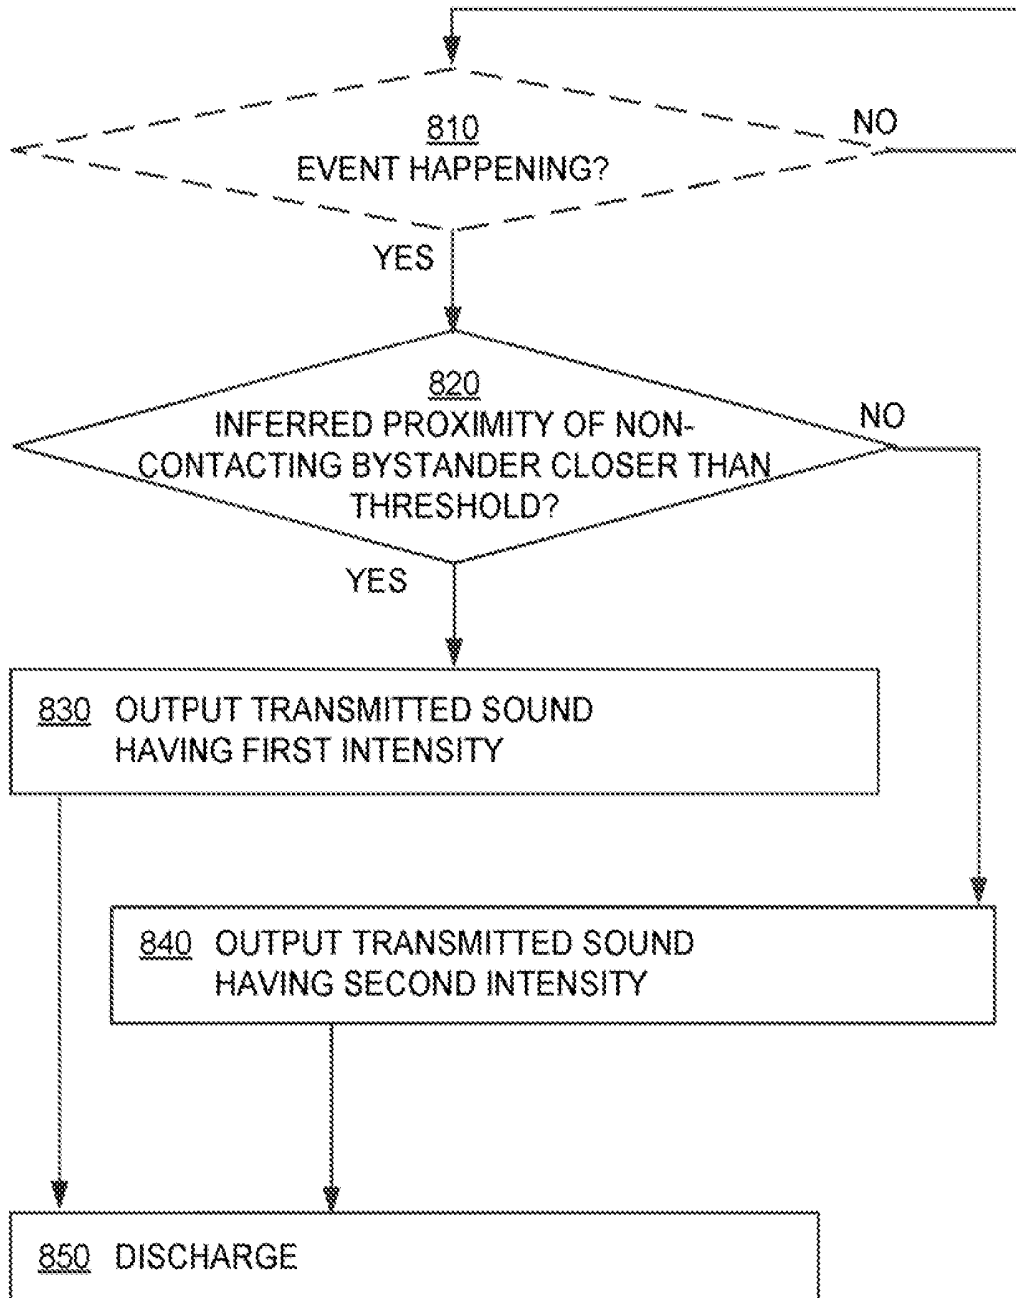 810
EVENT HAPPENING?
NO
YES
820
INFERRED PROXIMITY OF NON-
CONTACTING BYSTANDER CLOSER THAN
THRESHOLD?
NO
YES
830 OUTPUT TRANSMITTED SOUND
HAVING FIRST INTENSITY
840 OUTPUT TRANSMITTED SOUND
HAVING SECOND INTENSITY
850 DISCHARGE